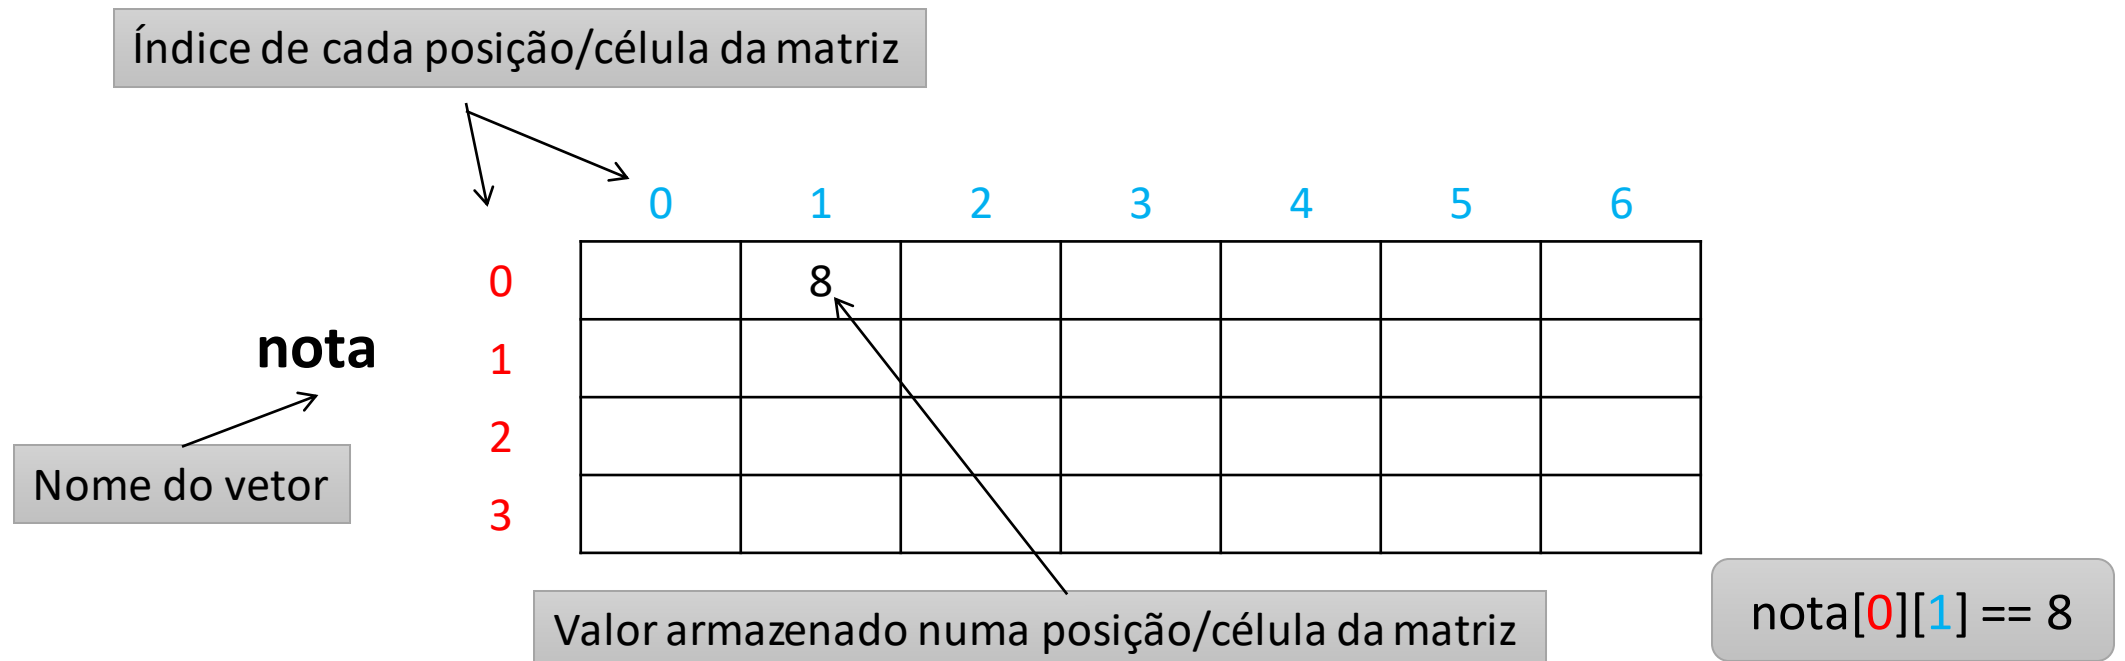 Índice de cada posição/célula da matriz
0 1 2 3 4 5 6
0 8
nota
1
2
Nome do vetor
3
Valor armazenado numa posição/célula da matriz
nota[0][1] == 8